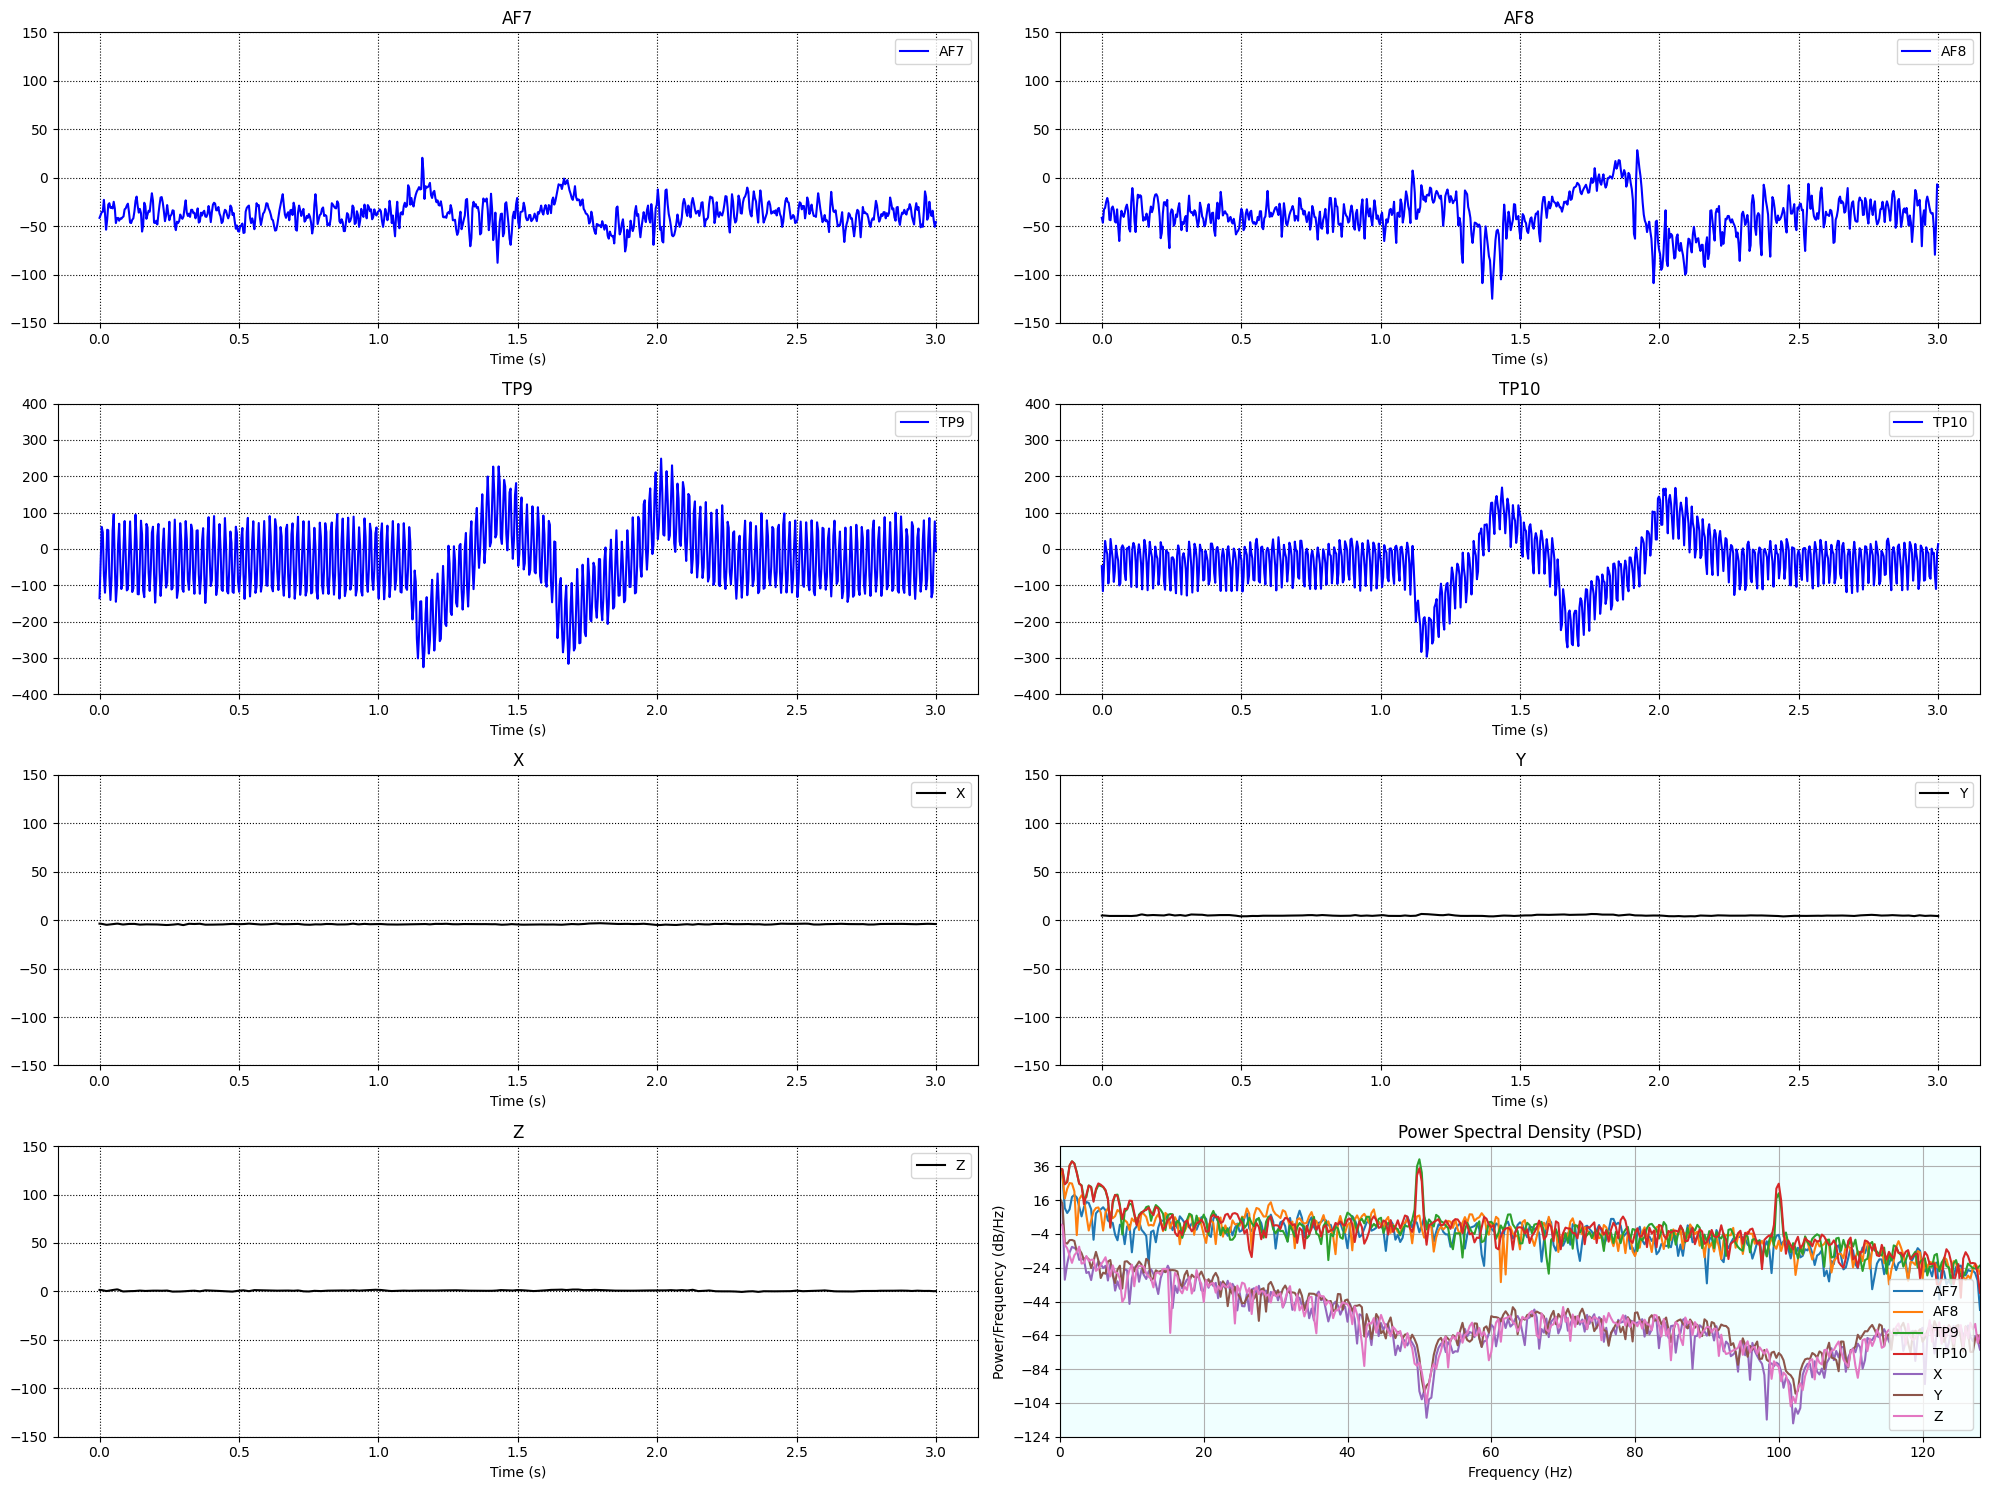 AF7
150
100
50
0
−50
−100
−150
AF7
0.0 0.5 1.0 1.5 2.0 2.5 3.0
Time (s)
AF8
150
100
50
0
−50
−100
−150
AF8
0.0 0.5 1.0 1.5 2.0 2.5 3.0
Time (s)
TP9
400
300
200
100
0
−100
−200
−300
−400
TP9
0.0 0.5 1.0 1.5 2.0 2.5 3.0
Time (s)
TP10
400
300
200
100
0
−100
−200
−300
−400
TP10
0.0 0.5 1.0 1.5 2.0 2.5 3.0
Time (s)
X
150
100
50
0
−50
−100
−150
X
0.0 0.5 1.0 1.5 2.0 2.5 3.0
Time (s)
Y
150
100
50
0
−50
−100
−150
Y
0.0 0.5 1.0 1.5 2.0 2.5 3.0
Time (s)
Z
150
100
50
0
−50
−100
−150
Z
0.0 0.5 1.0 1.5 2.0 2.5 3.0
Time (s)
Power Spectral Density (PSD)
Power/Frequency (dB/Hz)
36
16
−4
−24
−44
−64
−84
−104
−124
AF7
AF8
TP9
TP10
X
Y
Z
0 20 40 60 80 100 120
Frequency (Hz)